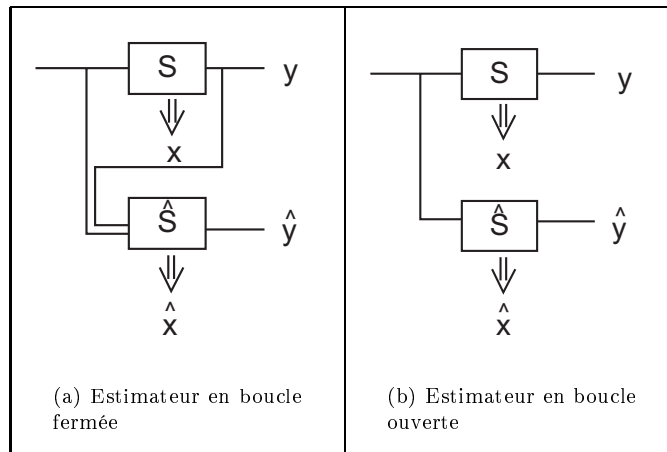 S
y
x
Ŝ
ŷ
x̂
(a) Estimateur en boucle
fermée
S
y
x
Ŝ
ŷ
x̂
(b) Estimateur en boucle
ouverte